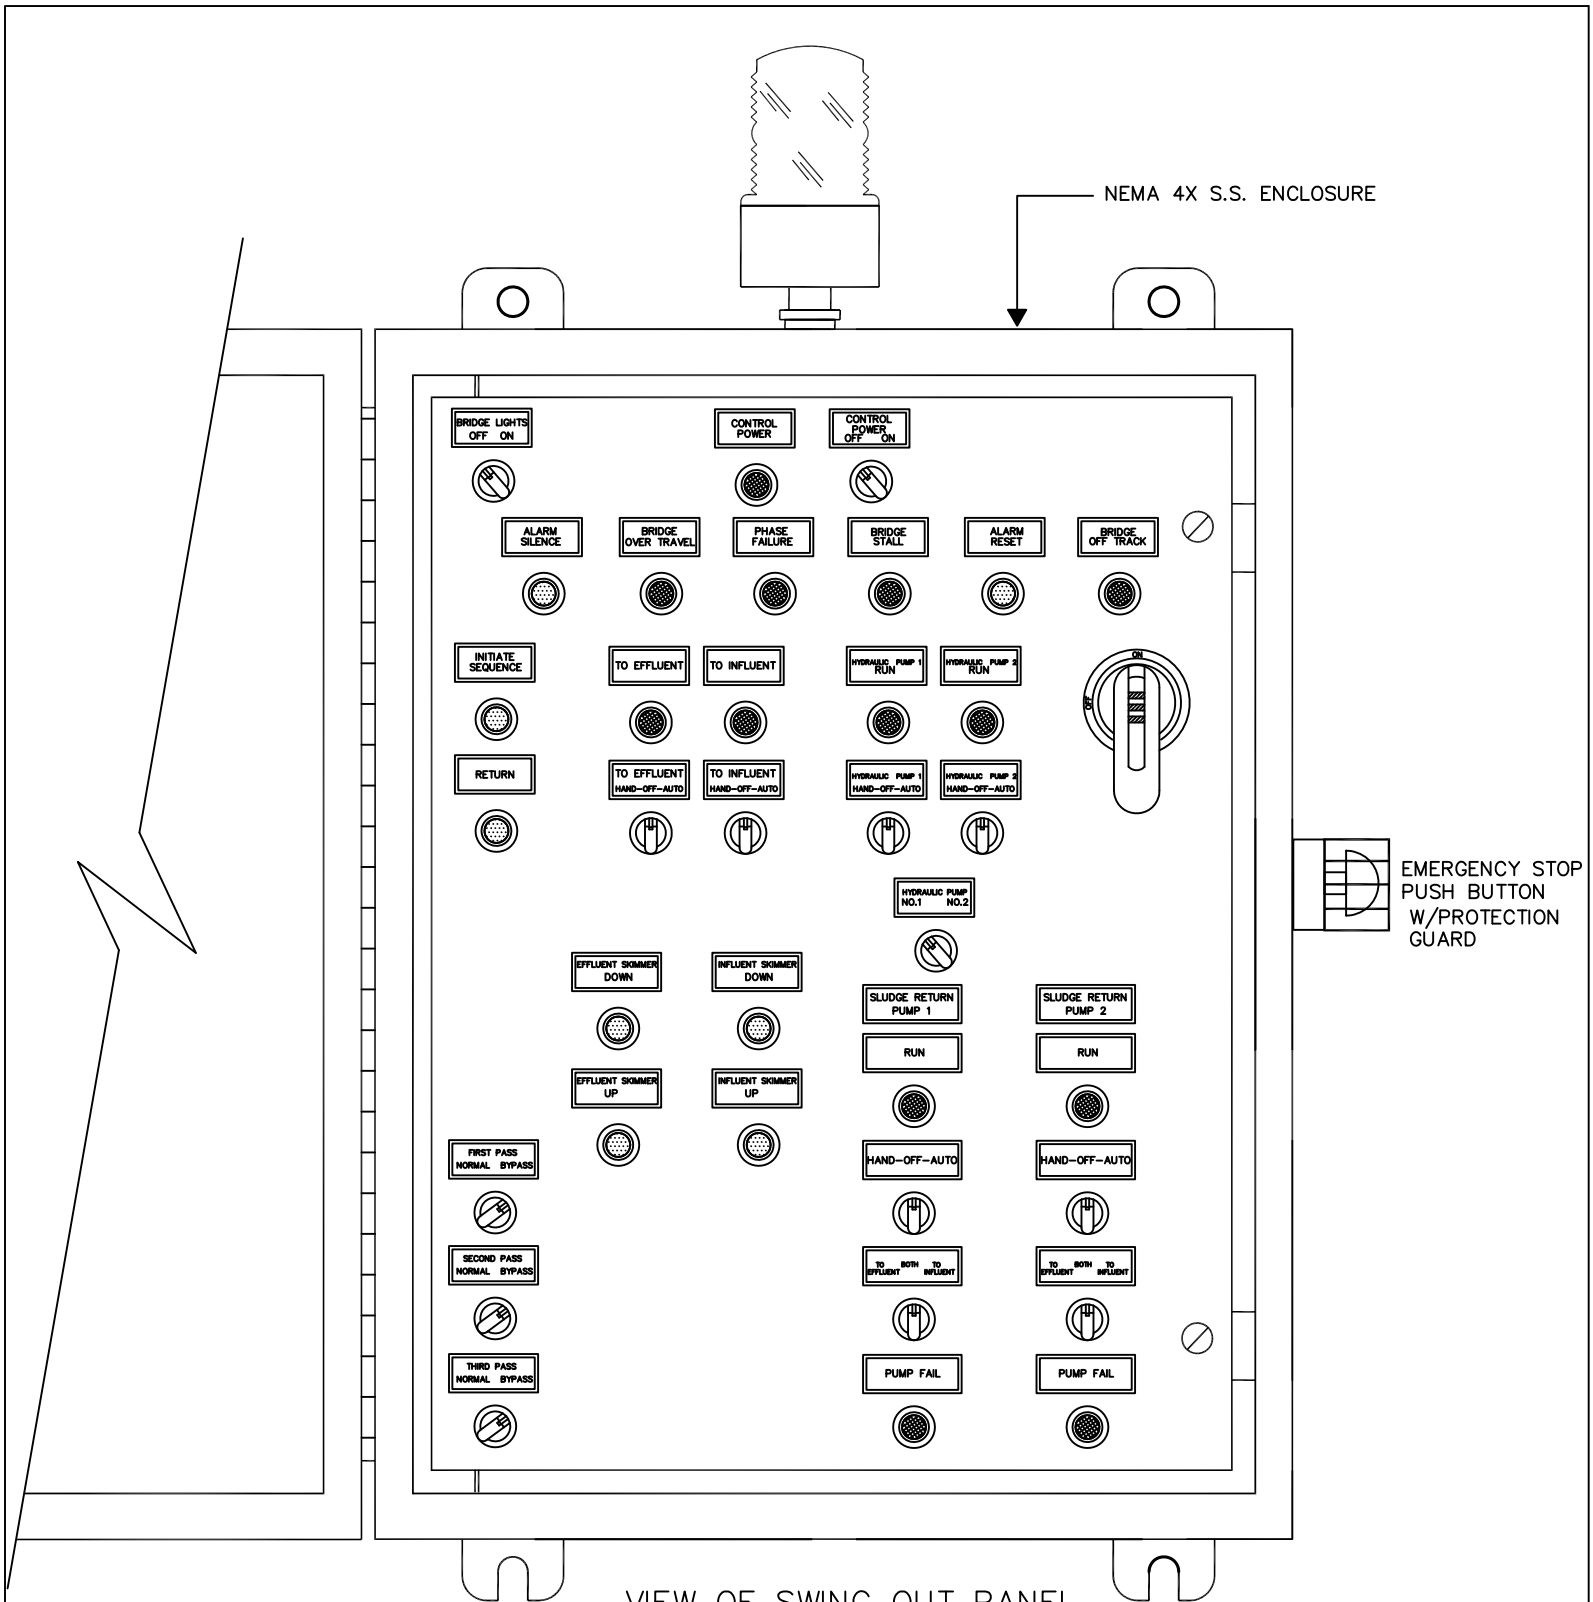 NEMA 4X S.S. ENCLOSURE
BRIDGE LIGHTS
OFF ON
CONTROL
POWER
CONTROL
POWER
OFF ON
ALARM
SILENCE
BRIDGE
OVER TRAVEL
PHASE
FAILURE
BRIDGE
STALL
ALARM
RESET
BRIDGE
OFF TRACK
INITIATE
SEQUENCE
TO EFFLUENT
TO INFLUENT
HYDRAULIC PUMP 1
RUN
HYDRAULIC PUMP 2
RUN
ON
OFF
RETURN
TO EFFLUENT
HAND-OFF-AUTO
TO INFLUENT
HAND-OFF-AUTO
HYDRAULIC PUMP 1
HAND-OFF-AUTO
HYDRAULIC PUMP 2
HAND-OFF-AUTO
EMERGENCY STOP
PUSH BUTTON
W/PROTECTION
GUARD
HYDRAULIC PUMP
NO.1 NO.2
EFFLUENT SKIMMER
DOWN
INFLUENT SKIMMER
DOWN
SLUDGE RETURN
PUMP 1
SLUDGE RETURN
PUMP 2
RUN
RUN
EFFLUENT SKIMMER
UP
INFLUENT SKIMMER
UP
FIRST PASS
NORMAL BYPASS
HAND-OFF-AUTO
HAND-OFF-AUTO
SECOND PASS
NORMAL BYPASS
TO BOTH TO
EFFLUENT INFLUENT
TO BOTH TO
EFFLUENT INFLUENT
THIRD PASS
NORMAL BYPASS
PUMP FAIL
PUMP FAIL
VIEW OF SWING OUT PANEL